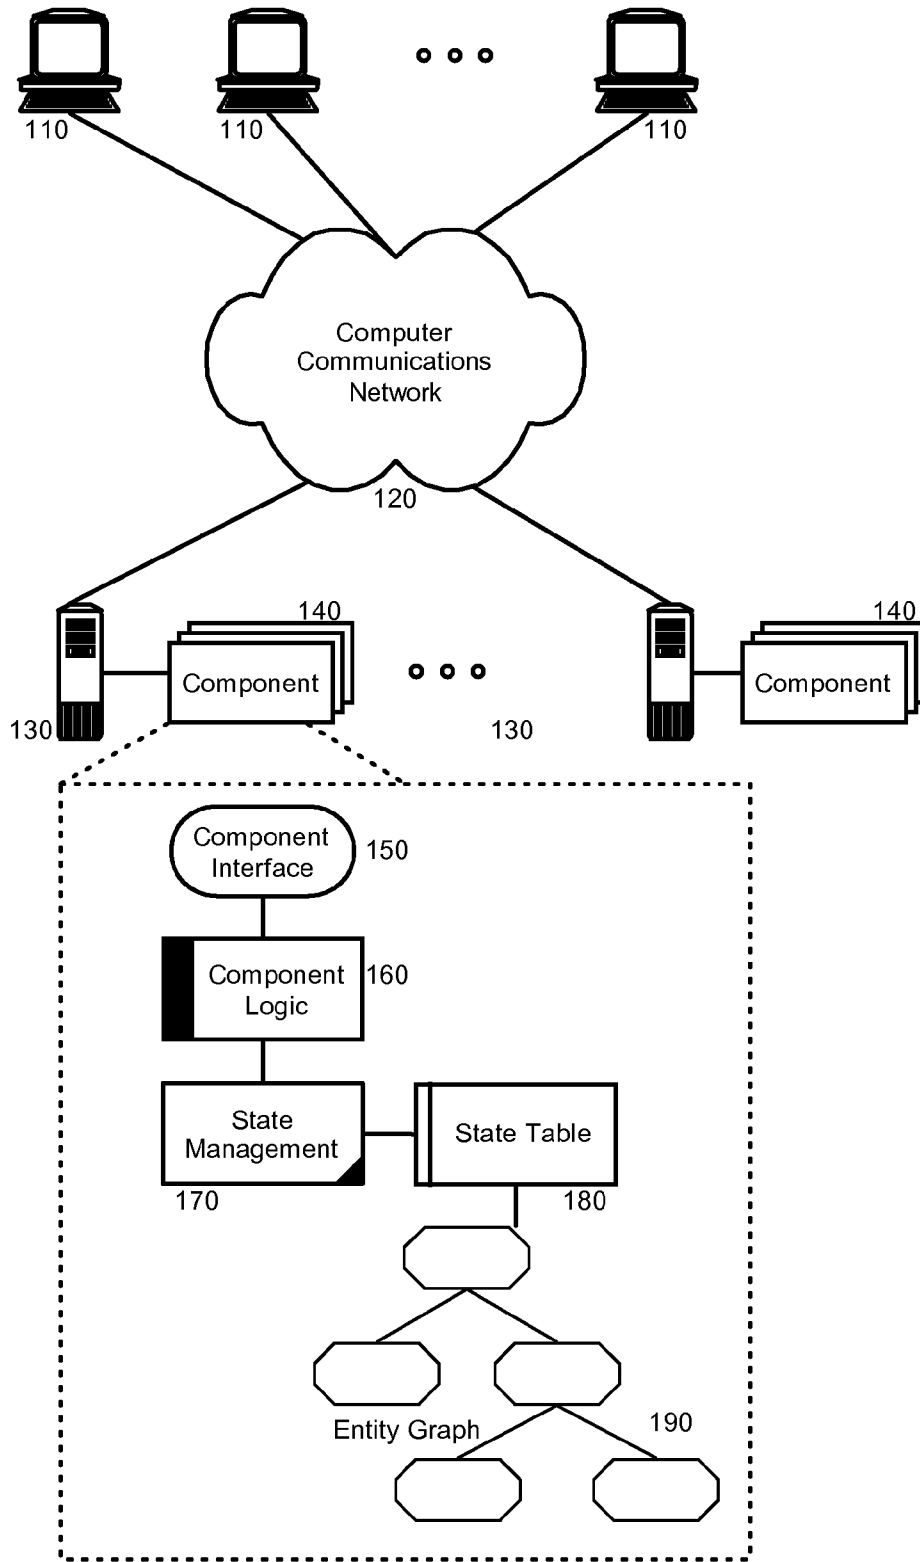 110
110
110
Computer
Communications
Network
120
140
140
Component
Component
130
130
Component
Interface
150
Component
Logic
160
State
Management
State Table
170
180
Entity Graph
190